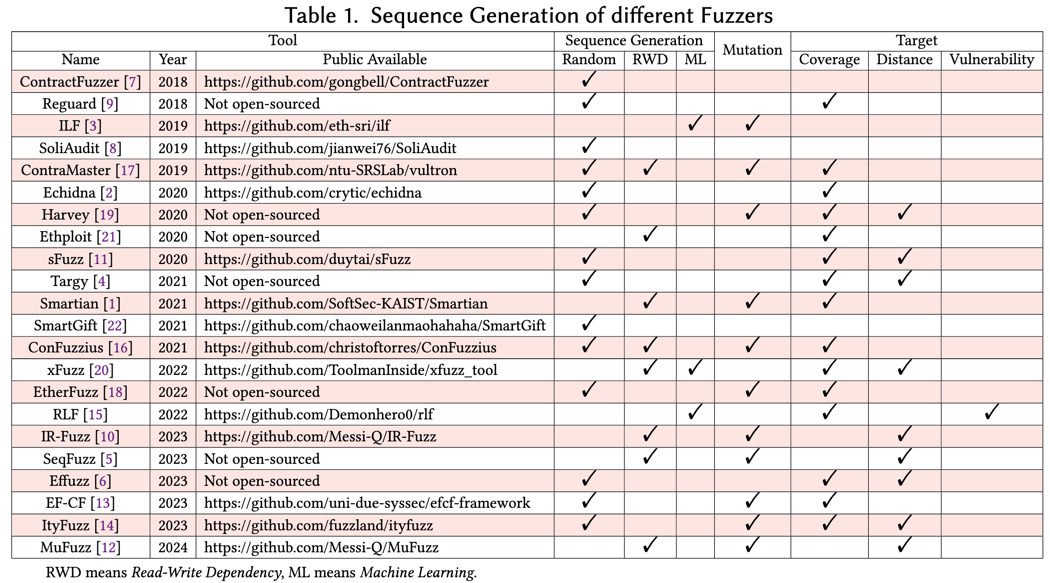 Table 1. Sequence Generation of different Fuzzers
Tool Sequence Generation Mutation Target
Name Year Public Available Random RWD ML Coverage Distance Vulnerability
ContractFuzzer [7] 2018 https://github.com/gongbell/ContractFuzzer ✓
Reguard [9] 2018 Not open-sourced ✓ ✓
ILF [3] 2019 https://github.com/eth-sri/ilf ✓ ✓
SoliAudit [8] 2019 https://github.com/jianwei76/SoliAudit ✓
ContraMaster [17] 2019 https://github.com/ntu-SRSLab/vultron ✓ ✓ ✓ ✓
Echidna [2] 2020 https://github.com/crytic/echidna ✓ ✓
Harvey [19] 2020 Not open-sourced ✓ ✓ ✓ ✓
Ethploit [21] 2020 Not open-sourced ✓ ✓
sFuzz [11] 2020 https://github.com/duytai/sFuzz ✓ ✓ ✓
Targy [4] 2021 Not open-sourced ✓ ✓ ✓
Smartian [1] 2021 https://github.com/SoftSec-KAIST/Smartian ✓ ✓ ✓
SmartGift [22] 2021 https://github.com/chaoweilanmaohahaha/SmartGift ✓
ConFuzzius [16] 2021 https://github.com/christoftorres/ConFuzzius ✓ ✓ ✓ ✓
xFuzz [20] 2022 https://github.com/ToolmanInside/xfuzz_tool ✓ ✓ ✓ ✓
EtherFuzz [18] 2022 Not open-sourced ✓ ✓ ✓
RLF [15] 2022 https://github.com/Demonhero0/rlf ✓ ✓ ✓
IR-Fuzz [10] 2023 https://github.com/Messi-Q/IR-Fuzz ✓ ✓ ✓
SeqFuzz [5] 2023 Not open-sourced ✓ ✓ ✓
Effuzz [6] 2023 Not open-sourced ✓ ✓ ✓
EF-CF [13] 2023 https://github.com/uni-due-syssec/efcf-framework ✓ ✓ ✓
ItyFuzz [14] 2023 https://github.com/fuzzland/ityfuzz ✓ ✓ ✓ ✓
MuFuzz [12] 2024 https://github.com/Messi-Q/MuFuzz ✓ ✓ ✓
RWD means Read-Write Dependency, ML means Machine Learning.